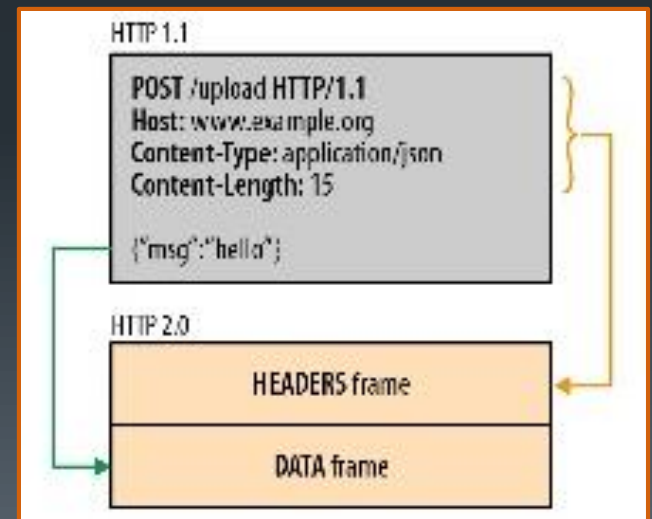 HTTP 1.1
POST /upload HTTP/1.1
Host: www.example.org
Content-Type: application/json
Content-Length: 15
{"msg":"hello"}
HTTP 2.0
HEADERS frame
DATA frame